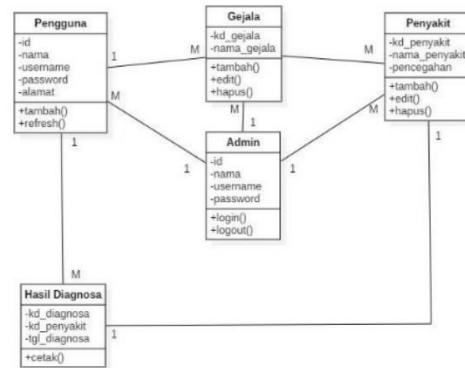 Pengguna
-id
-nama
-username
-password
-alamat
+tambah()
+refresh()
1
M
Gejala
-kd_gejala
-nama_gejala
+tambah()
+edit()
+hapus()
M
M
Penyakit
-kd_penyakit
-nama_penyakit
-pencegahan
+tambah()
+edit()
+hapus()
M
1
M
1
Admin
-id
-nama
-username
-password
+login()
+logout()
1
1
M
1
Hasil Diagnosa
-kd_diagnosa
-kd_penyakit
-tgl_diagnosa
+cetak()
M
1